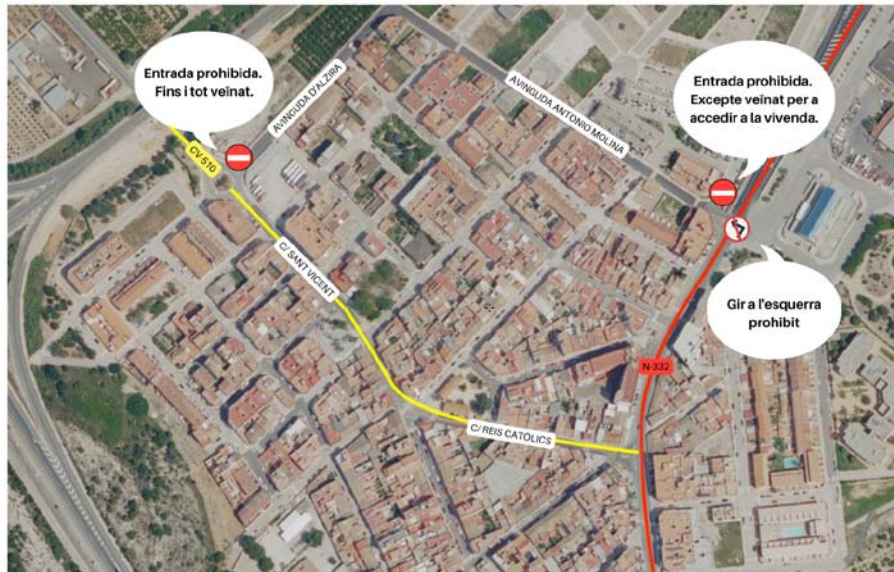 Entrada prohibida.
Fins i tot veïnat.
AVINGUDA D'ALZIRA
AVINGUDA ANTONIO MOLINA
Entrada prohibida.
Excepte veïnat per a
accedir a la vivenda.
CV-510
C/ SANT VICENT
Gir a l'esquerra
prohibit
N-332
C/ REIS CATÒLICS